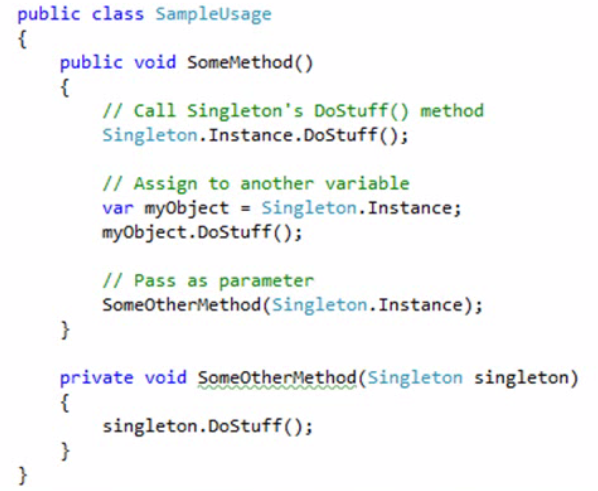 public class SampleUsage
{
public void SomeMethod()
{
// Call Singleton's DoStuff() method
Singleton.Instance.DoStuff();
// Assign to another variable
var myObject = Singleton.Instance;
myObject.DoStuff();
// Pass as parameter
SomeOtherMethod(Singleton.Instance);
}
private void SomeOtherMethod(Singleton singleton)
{
singleton.DoStuff();
}
}